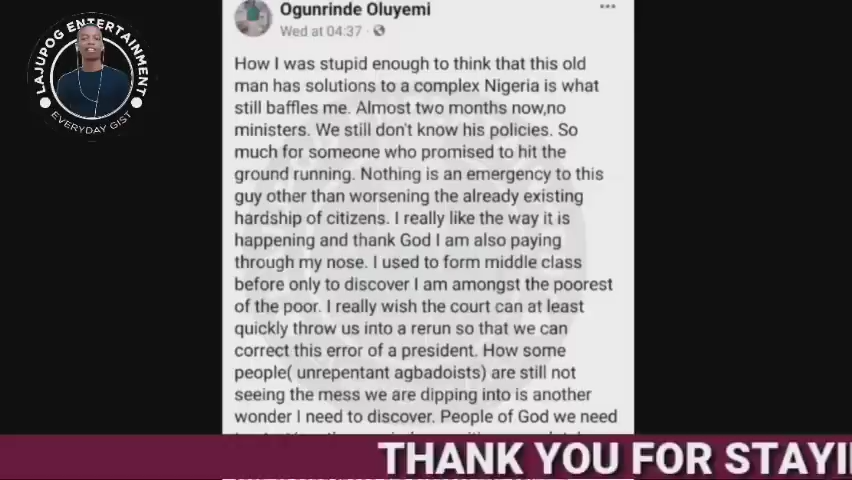 LAJUPOG ENTERTAINMENT
EVERYDAY GIST
Ogunrinde Oluyemi
Wed at 04:37
How I was stupid enough to think that this old
man has solutions to a complex Nigeria is what
still baffles me. Almost two months now,no
ministers. We still don't know his policies. So
much for someone who promised to hit the
ground running. Nothing is an emergency to this
guy other than worsening the already existing
hardship of citizens. I really like the way it is
happening and thank God I am also paying
through my nose. I used to form middle class
before only to discover I am amongst the poorest
of the poor. I really wish the court can at least
quickly throw us into a rerun so that we can
correct this error of a president. How some
people( unrepentant agbadoists) are still not
seeing the mess we are dipping into is another
wonder I need to discover. People of God we need
THANK YOU FOR STAYI